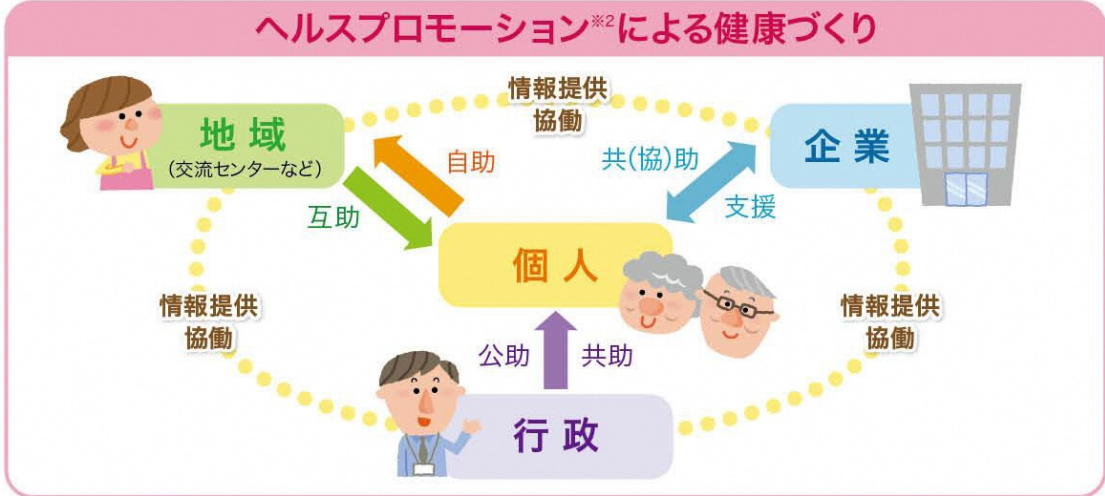 ヘルスプロモーション※2による健康づくり
情報提供
協働
地域
(交流センターなど)
企業
自助
共(協)助
互助
支援
個人
情報提供
協働
情報提供
協働
公助
共助
行政